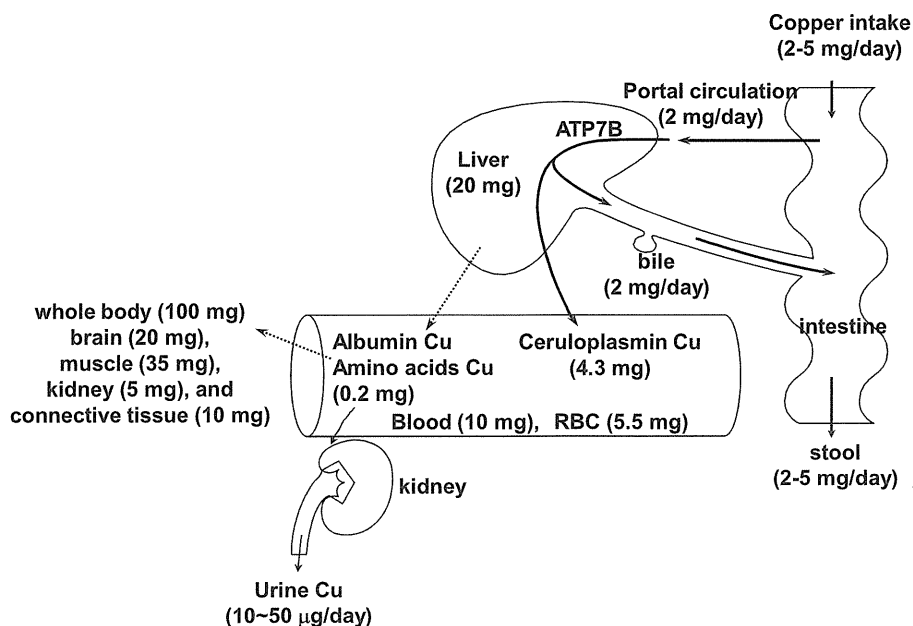 Copper intake
(2-5 mg/day)
Portal circulation
(2 mg/day)
ATP7B
Liver
(20 mg)
bile
(2 mg/day)
intestine
whole body (100 mg)
brain (20 mg),
muscle (35 mg),
kidney (5 mg), and
connective tissue (10 mg)
Albumin Cu
Amino acids Cu
(0.2 mg)
Ceruloplasmin Cu
(4.3 mg)
Blood (10 mg), RBC (5.5 mg)
stool
(2-5 mg/day)
kidney
Urine Cu
(10~50 μg/day)